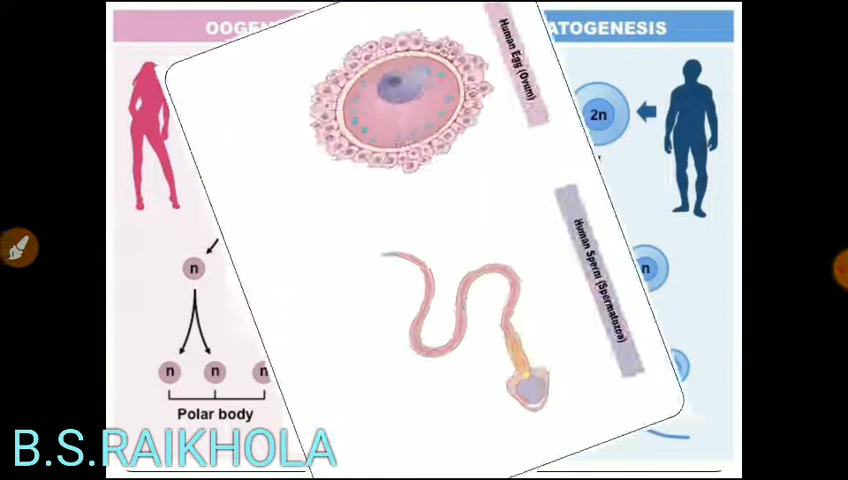 OOGEN
ATOGENESIS
Human Egg (Ovum)
2n
Human Sperm (Spermatozoa)
n
n
n
n
n
Polar body
B.S.RAIKHOLA